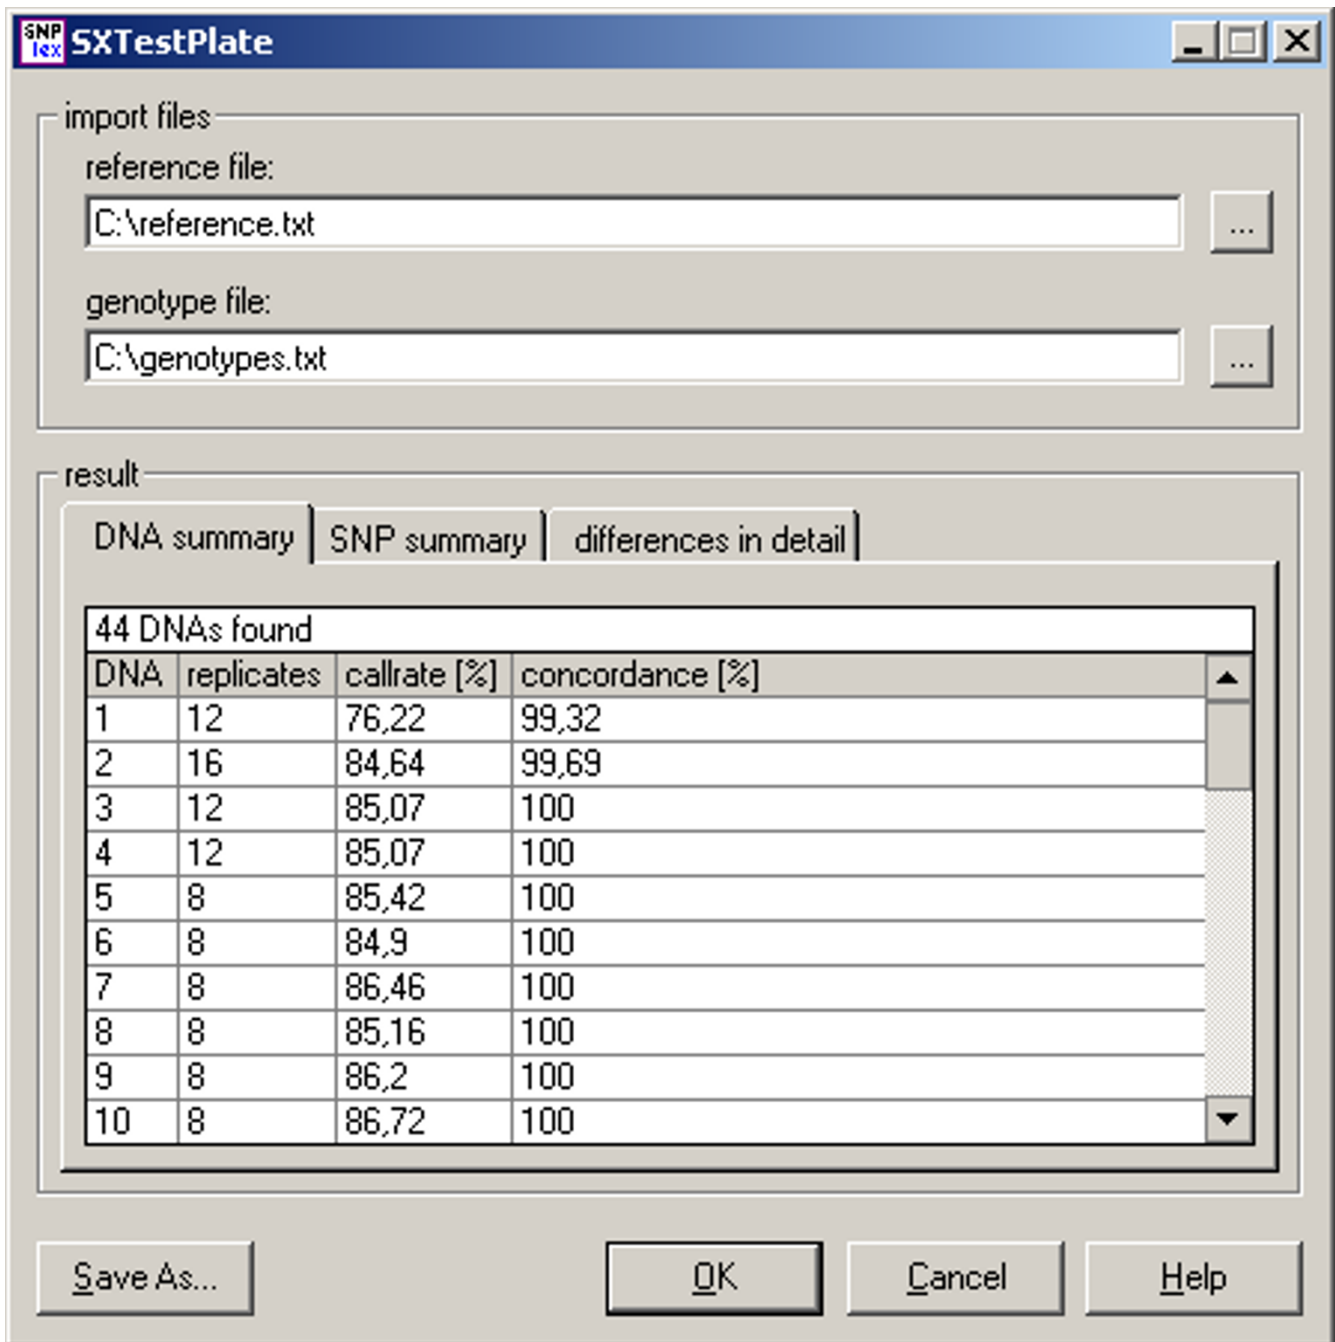 SNP
lex
SXTestPlate
import files
reference file:
C:\reference.txt
...
genotype file:
C:\genotypes.txt
...
result
DNA summary SNP summary differences in detail
44 DNAs found
DNA replicates callrate [%] concordance [%]
1 12 76,22 99,32
2 16 84,64 99,69
3 12 85,07 100
4 12 85,07 100
5 8 85,42 100
6 8 84,9 100
7 8 86,46 100
8 8 85,16 100
9 8 86,2 100
10 8 86,72 100
Save As... OK Cancel Help